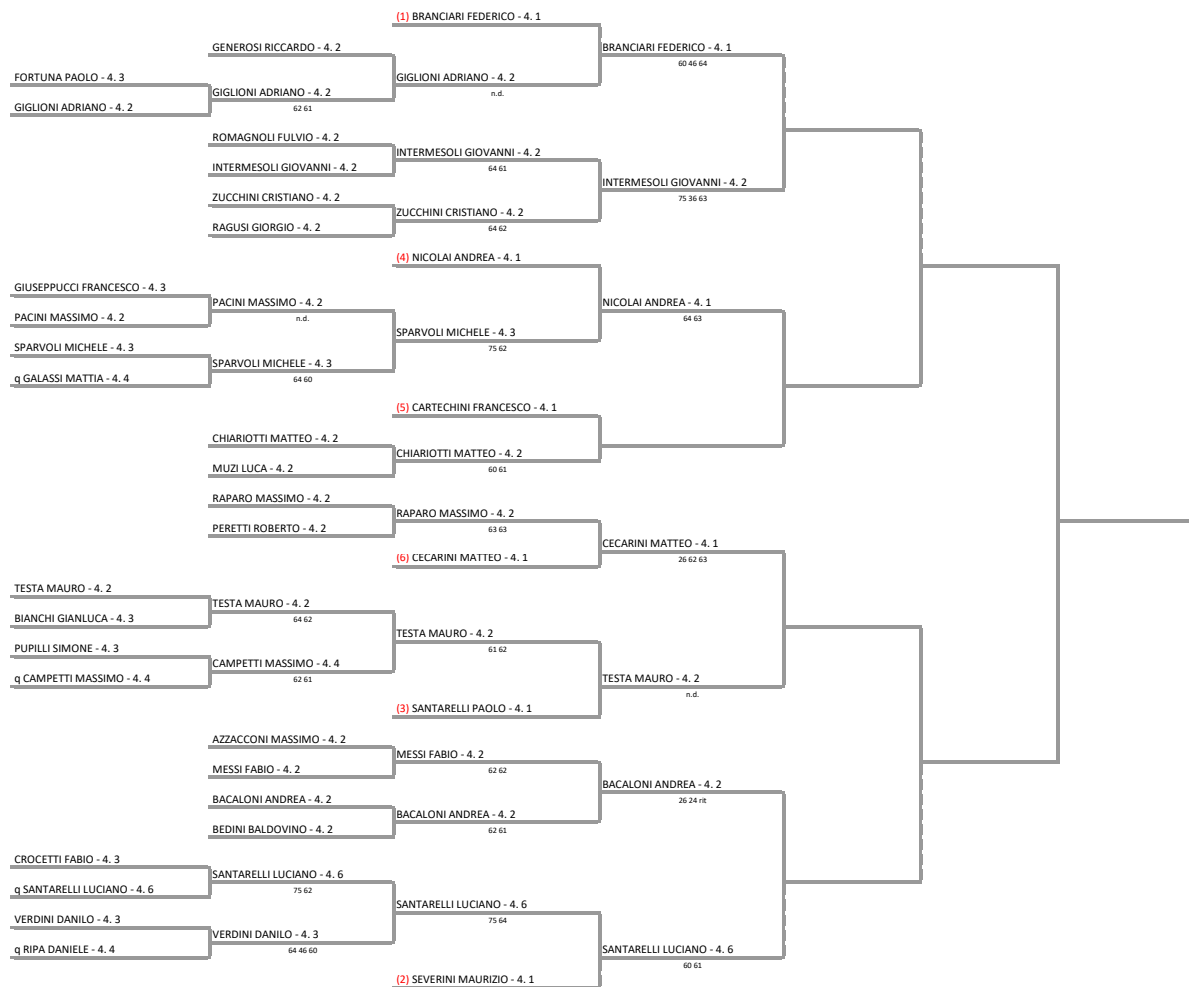 (1) BRANCIARI FEDERICO - 4. 1
GENEROSI RICCARDO - 4. 2
BRANCIARI FEDERICO - 4. 1
60 46 64
FORTUNA PAOLO - 4. 3
GIGLIONI ADRIANO - 4. 2
n.d.
GIGLIONI ADRIANO - 4. 2
62 61
GIGLIONI ADRIANO - 4. 2
ROMAGNOLI FULVIO - 4. 2
INTERMESOLI GIOVANNI - 4. 2
64 61
INTERMESOLI GIOVANNI - 4. 2
INTERMESOLI GIOVANNI - 4. 2
75 36 63
ZUCCHINI CRISTIANO - 4. 2
ZUCCHINI CRISTIANO - 4. 2
64 62
RAGUSI GIORGIO - 4. 2
(4) NICOLAI ANDREA - 4. 1
GIUSEPPUCCI FRANCESCO - 4. 3
PACINI MASSIMO - 4. 2
n.d.
NICOLAI ANDREA - 4. 1
64 63
PACINI MASSIMO - 4. 2
SPARVOLI MICHELE - 4. 3
75 62
SPARVOLI MICHELE - 4. 3
SPARVOLI MICHELE - 4. 3
64 60
q GALASSI MATTIA - 4. 4
(5) CARTECHINI FRANCESCO - 4. 1
CHIARIOTTI MATTEO - 4. 2
CHIARIOTTI MATTEO - 4. 2
60 61
MUZI LUCA - 4. 2
RAPARO MASSIMO - 4. 2
RAPARO MASSIMO - 4. 2
63 63
PERETTI ROBERTO - 4. 2
CECARINI MATTEO - 4. 1
26 62 63
(6) CECARINI MATTEO - 4. 1
TESTA MAURO - 4. 2
TESTA MAURO - 4. 2
64 62
BIANCHI GIANLUCA - 4. 3
TESTA MAURO - 4. 2
61 62
PUPILLI SIMONE - 4. 3
CAMPETTI MASSIMO - 4. 4
62 61
q CAMPETTI MASSIMO - 4. 4
TESTA MAURO - 4. 2
n.d.
(3) SANTARELLI PAOLO - 4. 1
AZZACCONI MASSIMO - 4. 2
MESSI FABIO - 4. 2
62 62
MESSI FABIO - 4. 2
BACALONI ANDREA - 4. 2
26 24 rit
BACALONI ANDREA - 4. 2
BACALONI ANDREA - 4. 2
62 61
BEDINI BALDOVINO - 4. 2
CROCETTI FABIO - 4. 3
SANTARELLI LUCIANO - 4. 6
75 62
q SANTARELLI LUCIANO - 4. 6
SANTARELLI LUCIANO - 4. 6
75 64
VERDINI DANILO - 4. 3
VERDINI DANILO - 4. 3
64 46 60
q RIPA DANIELE - 4. 4
SANTARELLI LUCIANO - 4. 6
60 61
(2) SEVERINI MAURIZIO - 4. 1